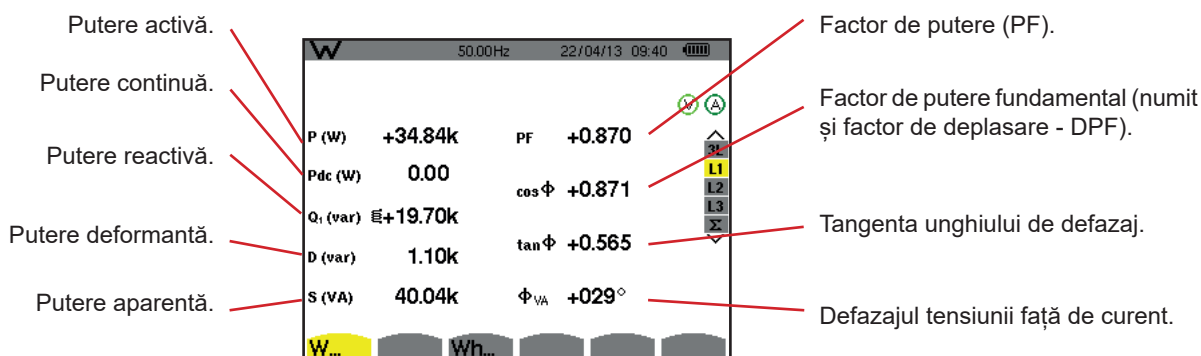 Putere activă.
Putere continuă.
Putere reactivă.
Putere deformantă.
Putere aparentă.
W 50.00Hz 22/04/13 09:40
V A
P (W) +34.84k PF +0.870
Pdc (W) 0.00 cosΦ +0.871
Q₁ (var) +19.70k tanΦ +0.565
D (var) 1.10k
S (VA) 40.04k Φ VA +029°
3L
L1
L2
L3
Σ
W... Wh...
Factor de putere (PF).
Factor de putere fundamental (numit
și factor de deplasare - DPF).
Tangenta unghiului de defazaj.
Defazajul tensiunii față de curent.